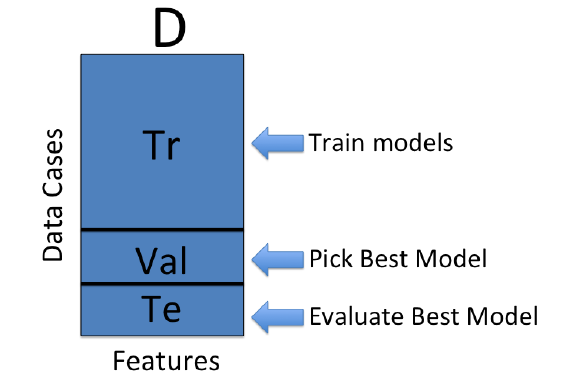 D
Data Cases
Tr
Train models
Val
Pick Best Model
Te
Evaluate Best Model
Features